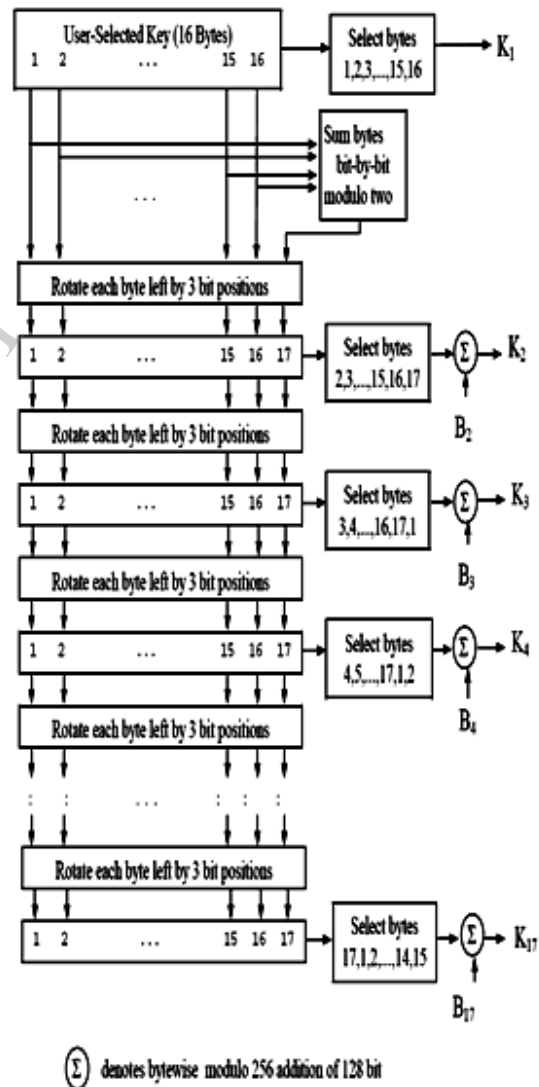 User-Selected Key (16 Bytes)
1 2 ... 15 16
Select bytes
1,2,3,...,15,16
K1
Sum bytes
bit-by-bit
modulo two
...
Rotate each byte left by 3 bit positions
1 2 ... 15 16 17
Select bytes
2,3,...,15,16,17
Σ
K2
B2
Rotate each byte left by 3 bit positions
1 2 ... 15 16 17
Select bytes
3,4,...,16,17,1
Σ
K3
B3
Rotate each byte left by 3 bit positions
1 2 ... 15 16 17
Select bytes
4,5,...,17,1,2
Σ
K4
B4
Rotate each byte left by 3 bit positions
: : ... : : :
Rotate each byte left by 3 bit positions
1 2 ... 15 16 17
Select bytes
17,1,2,...,14,15
Σ
K17
B17
Σ denotes bytewise modulo 256 addition of 128 bit